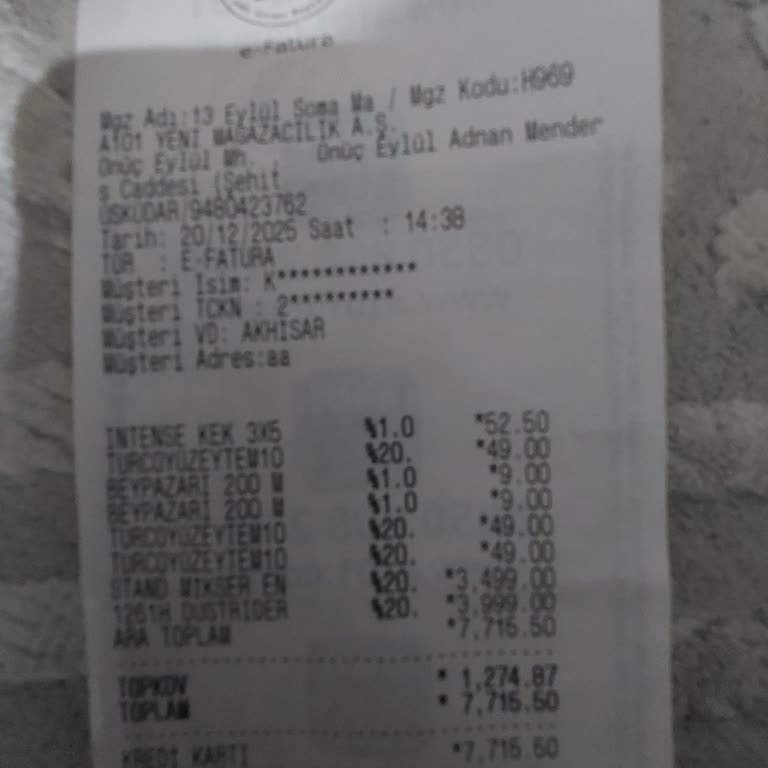 e-Fatura
Mgz Adı:13 Eylül Soma Ma / Mgz Kodu:H969
A101 YENİ MAĞAZACILIK A.Ş.
Onüç Eylül Mh. Onüç Eylül Adnan Mender
s Caddesi (Şehit
ÜSKÜDAR/9480423762
Tarih: 20/12/2025 Saat : 14:38
TÜR : E-FATURA
Müşteri İsim: K************
Müşteri TCKN : 2*********
Müşteri VD: AKHİSAR
Müşteri Adres:aa
INTENSE KEK 3X5 %1.0 *52.50
TURCOYÜZEYTEM10 %20. *49.00
BEYPAZARI 200 M %1.0 *9.00
BEYPAZARI 200 M %1.0 *9.00
TURCOYÜZEYTEM10 %20. *49.00
TURCOYÜZEYTEM10 %20. *49.00
STAND MİKSER EN %20. *3.499.00
1261H DUSTRIDER %20. *3.999.00
ARA TOPLAM *7,715.50
TOPKDV * 1,274.87
TOPLAM * 7,715.50
KREDİ KARTI *7,715.50